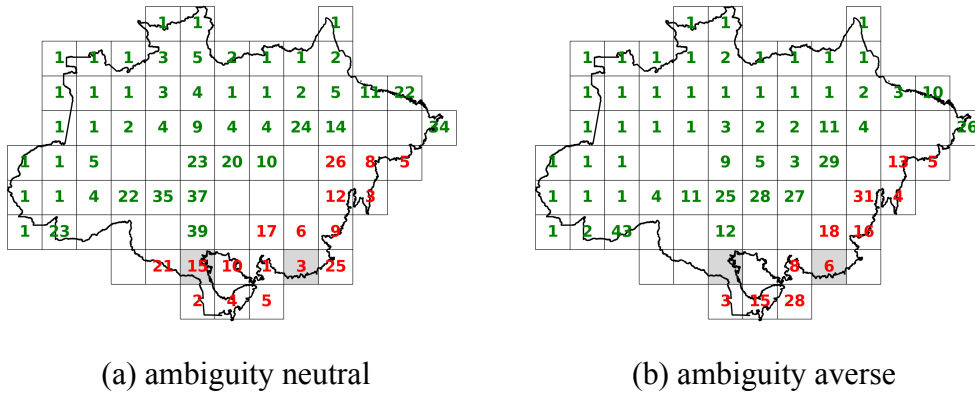 1 1 1
1 1 1 3 5 2 1 1 2
1 1 1 3 4 1 1 2 5 11 22
1 1 2 4 9 4 4 24 14 34
1 1 5 23 20 10 26 8 5
1 1 4 22 35 37 12 3
1 23 39 17 6 9
21 15 10 1 3 25
2 4 5
(a) ambiguity neutral
1 1 1
1 1 1 1 2 1 1 1 1
1 1 1 1 1 1 1 1 2 3 10
1 1 1 1 3 2 2 11 4 26
1 1 1 9 5 3 29 13 5
1 1 1 4 11 25 28 27 31 4
1 2 43 12 18 16
8 6
3 15 28
(b) ambiguity averse